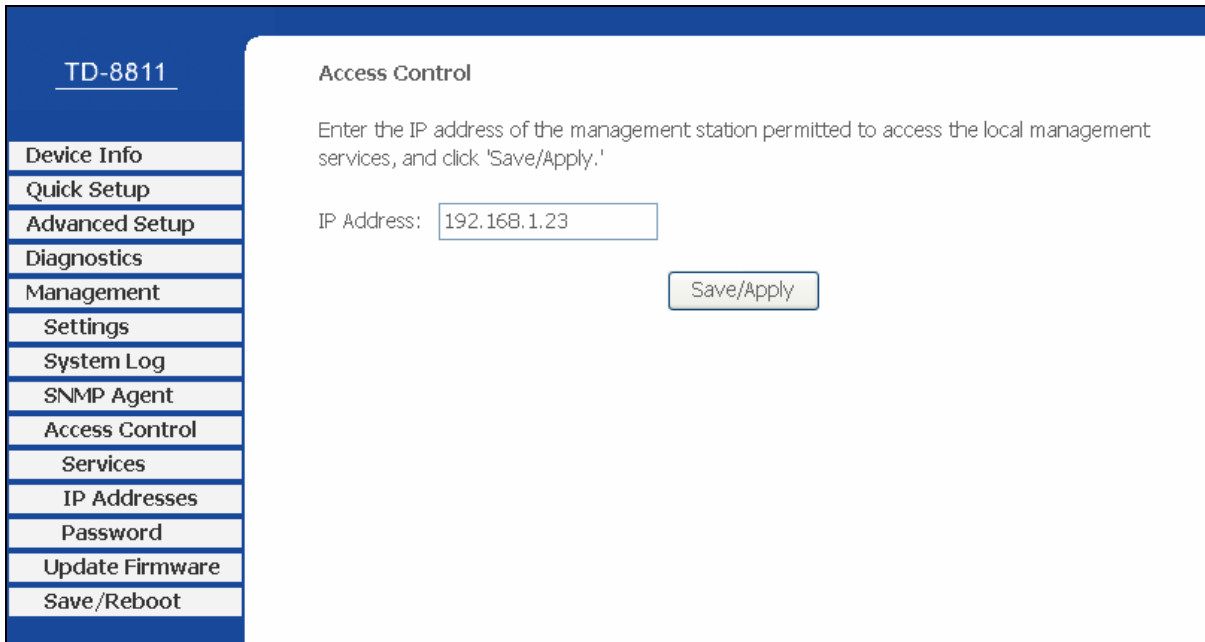 TD-8811
Device Info
Quick Setup
Advanced Setup
Diagnostics
Management
Settings
System Log
SNMP Agent
Access Control
Services
IP Addresses
Password
Update Firmware
Save/Reboot
Access Control
Enter the IP address of the management station permitted to access the local management
services, and click 'Save/Apply.'
IP Address: 192.168.1.23
Save/Apply